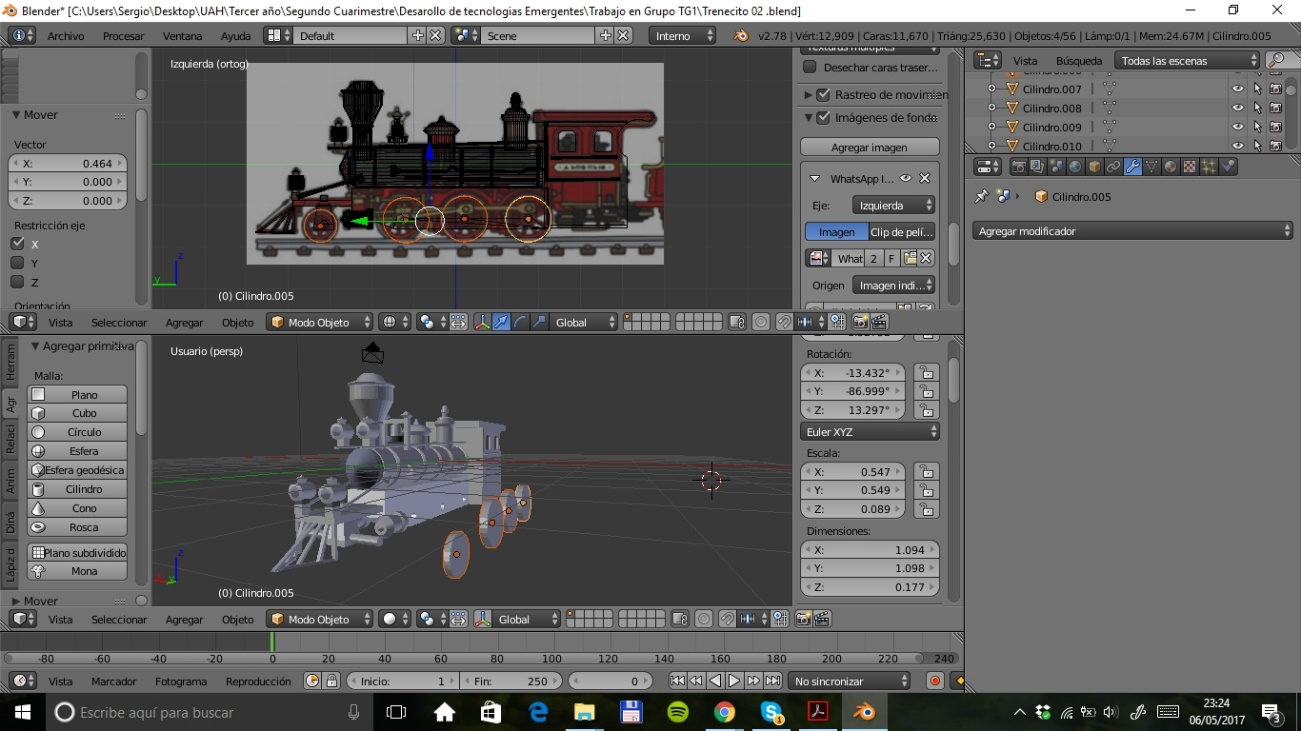 Blender* [C:\Users\Sergio\Desktop\UAH\Tercer año\Segundo Cuarimestre\Desarollo de tecnologias Emergentes\Trabajo en Grupo TG1\Trenecito 02 .blend]
Archivo Procesar Ventana Ayuda Default Scene Interno v2.78 | Vért:12,909 | Caras:11,670 | Triáng:25,630 | Objetos:4/56 | Lámp:0/1 | Mem:24.67M | Cilindro.005
Mover
Vector
X: 0.464
Y: 0.000
Z: 0.000
Restricción eje
X
Y
Z
Orientación
Izquierda (ortog)
(0) Cilindro.005
Texturas múltiples
Desechar caras traser...
Rastreo de movimien
Imágenes de fondo
Agregar imagen
WhatsApp I...
Eje: Izquierda
Imagen Clip de pelí...
What 2 F
Origen Imagen indi...
Vista Seleccionar Agregar Objeto Modo Objeto Global
Vista Búsqueda Todas las escenas
Cilindro.007
Cilindro.008
Cilindro.009
Cilindro.010
Cilindro.005
Agregar modificador
Herram
Agr
Relaci
Anim
Diná
Lápiz d
Agregar primitiva
Malla:
Plano
Cubo
Círculo
Esfera
Esfera geodésica
Cilindro
Cono
Rosca
Plano subdividido
Mona
Mover
Usuario (persp)
(0) Cilindro.005
Rotación:
X: -13.432°
Y: -86.999°
Z: 13.297°
Euler XYZ
Escala:
X: 0.547
Y: 0.549
Z: 0.089
Dimensiones:
X: 1.094
Y: 1.098
Z: 0.177
Vista Seleccionar Agregar Objeto Modo Objeto Global
-80 -60 -40 -20 0 20 40 60 80 100 120 140 160 180 200 220 240
Vista Marcador Fotograma Reproducción Inicio: 1 Fin: 250 0 No sincronizar
Escribe aquí para buscar
23:24
06/05/2017